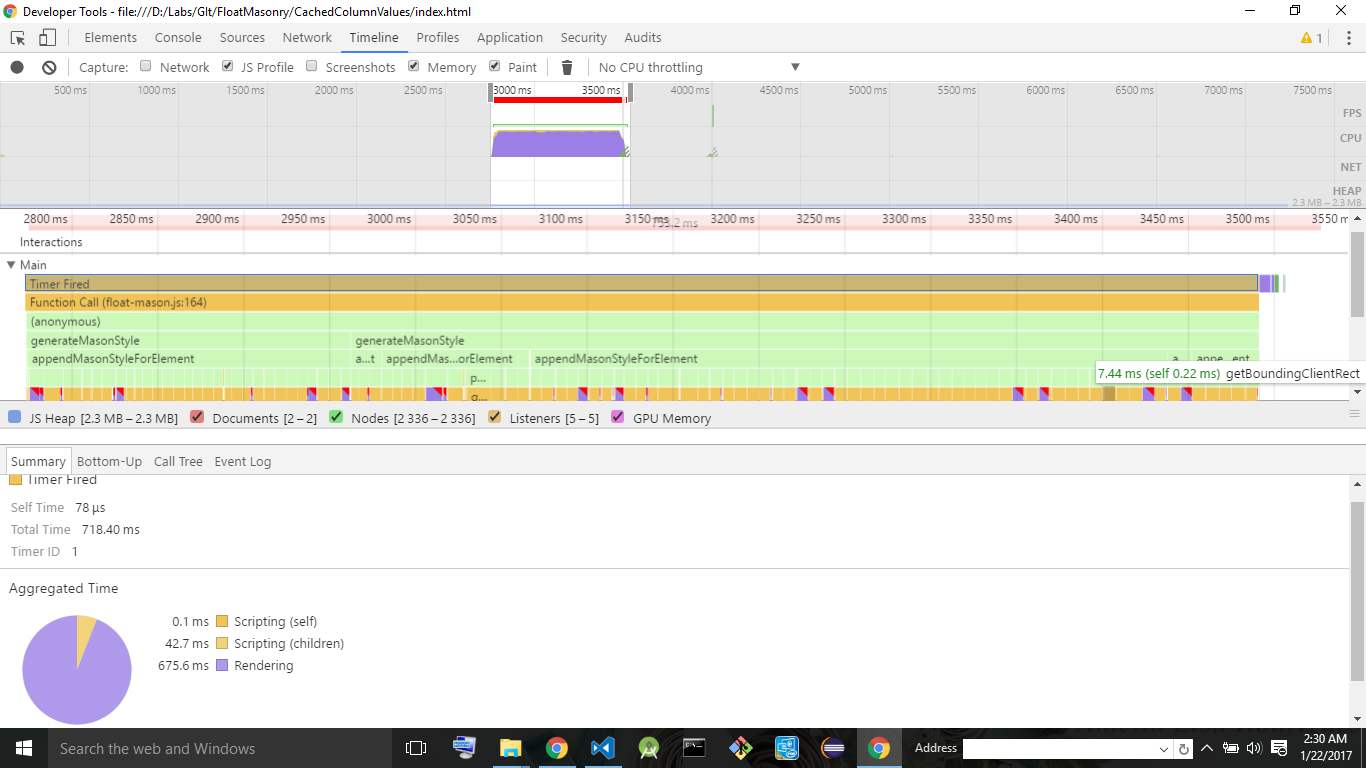 Developer Tools - file:///D:/Labs/Glt/FloatMasonry/CachedColumnValues/index.html
Elements Console Sources Network Timeline Profiles Application Security Audits 1
Capture: Network JS Profile Screenshots Memory Paint No CPU throttling
500 ms 1000 ms 1500 ms 2000 ms 2500 ms 3000 ms 3500 ms 4000 ms 4500 ms 5000 ms 5500 ms 6000 ms 6500 ms 7000 ms 7500 ms
FPS
CPU
NET
HEAP
2.3 MB – 2.3 MB
2800 ms 2850 ms 2900 ms 2950 ms 3000 ms 3050 ms 3100 ms 3150 ms 3200 ms 3250 ms 3300 ms 3350 ms 3400 ms 3450 ms 3500 ms 3550 m
Interactions
Main
Timer Fired
Function Call (float-mason.js:164)
(anonymous)
generateMasonStyle generateMasonStyle
appendMasonStyleForElement a...t appendMas...orElement appendMasonStyleForElement a... appe...ent
7.44 ms (self 0.22 ms) getBoundingClientRect
p...
JS Heap [2.3 MB – 2.3 MB] Documents [2 – 2] Nodes [2 336 – 2 336] Listeners [5 – 5] GPU Memory
Summary Bottom-Up Call Tree Event Log
Timer Fired
Self Time 78 µs
Total Time 718.40 ms
Timer ID 1
Aggregated Time
0.1 ms Scripting (self)
42.7 ms Scripting (children)
675.6 ms Rendering
Search the web and Windows Address 2:30 AM
1/22/2017